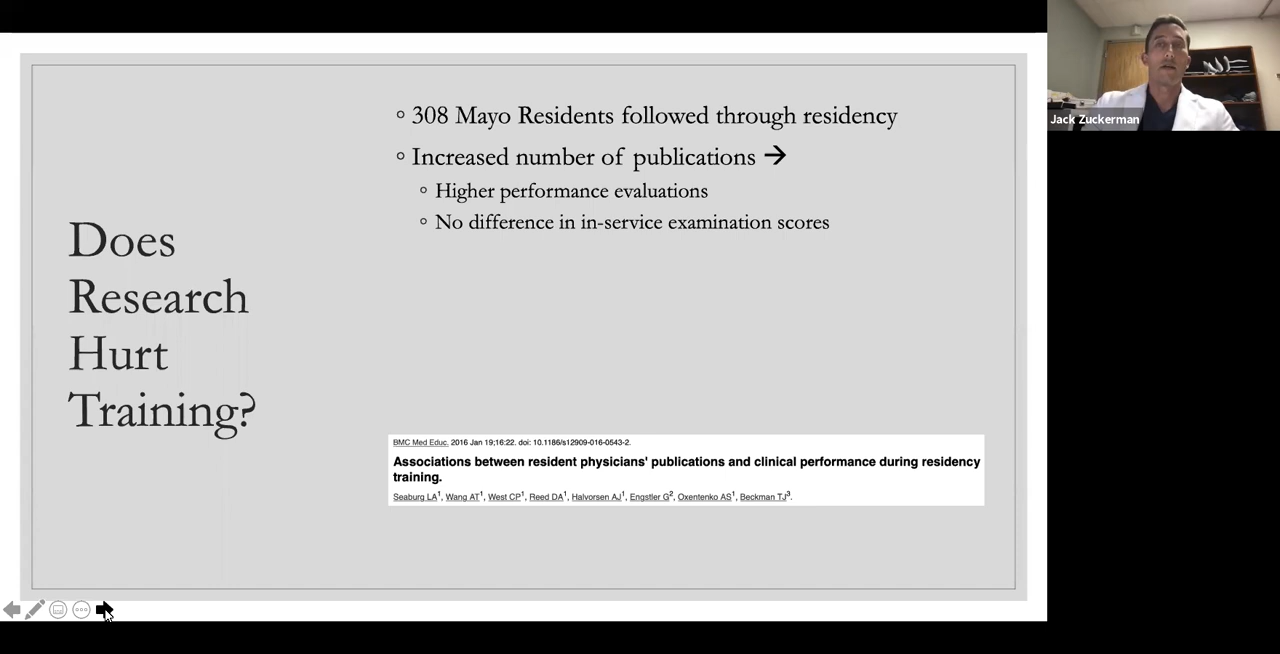 Does
Research
Hurt
Training?
308 Mayo Residents followed through residency
Increased number of publications →
Higher performance evaluations
No difference in in-service examination scores
BMC Med Educ. 2016 Jan 19;16:22. doi: 10.1186/s12909-016-0543-2.
Associations between resident physicians' publications and clinical performance during residency
training.
Seaburg LA1, Wang AT1, West CP1, Reed DA1, Halvorsen AJ1, Engstler G2, Oxentenko AS1, Beckman TJ3.
Jack Zuckerman